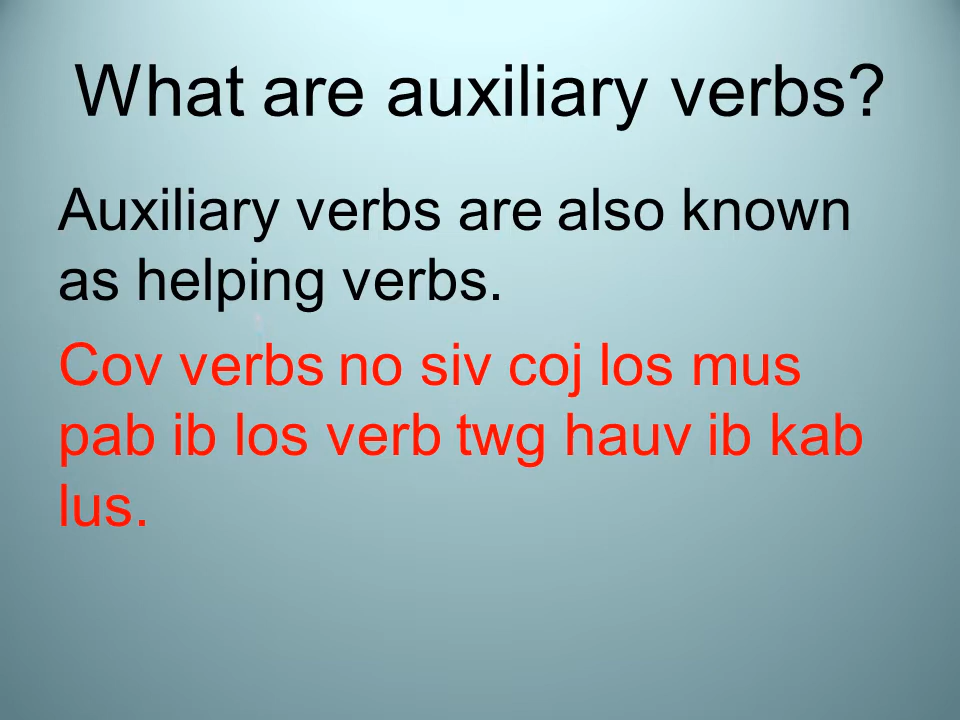 What are auxiliary verbs?
Auxiliary verbs are also known
as helping verbs.
Cov verbs no siv coj los mus
pab ib los verb twg hauv ib kab
lus.